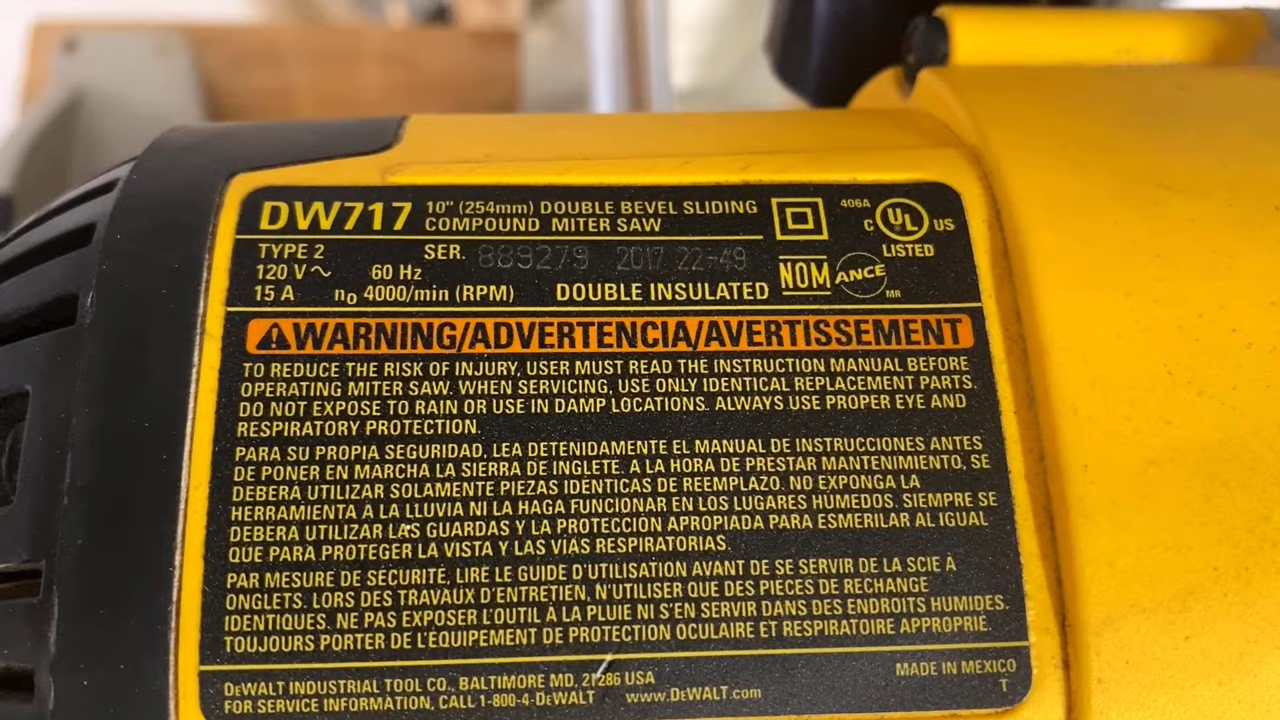 DW717 10" (254mm) DOUBLE BEVEL SLIDING
COMPOUND MITER SAW
406A
C UL US
LISTED
TYPE 2 SER. 889279 2017 22-49
120 V~ 60 Hz
15 A n₀ 4000/min (RPM) DOUBLE INSULATED
NOM ANCE
MR
WARNING/ADVERTENCIA/AVERTISSEMENT
TO REDUCE THE RISK OF INJURY, USER MUST READ THE INSTRUCTION MANUAL BEFORE
OPERATING MITER SAW. WHEN SERVICING, USE ONLY IDENTICAL REPLACEMENT PARTS.
DO NOT EXPOSE TO RAIN OR USE IN DAMP LOCATIONS. ALWAYS USE PROPER EYE AND
RESPIRATORY PROTECTION.
PARA SU PROPIA SEGURIDAD, LEA DETENIDAMENTE EL MANUAL DE INSTRUCCIONES ANTES
DE PONER EN MARCHA LA SIERRA DE INGLETE. A LA HORA DE PRESTAR MANTENIMIENTO, SE
DEBERÁ UTILIZAR SOLAMENTE PIEZAS IDENTICAS DE REEMPLAZO. NO EXPONGA LA
HERRAMIENTA A LA LLUVIA NI LA HAGA FUNCIONAR EN LOS LUGARES HÚMEDOS. SIEMPRE SE
DEBERÁ UTILIZAR LAS GUARDAS Y LA PROTECCIÓN APROPIADA PARA ESMERILAR AL IGUAL
QUE PARA PROTEGER LA VISTA Y LAS VÍAS RESPIRATORIAS.
PAR MESURE DE SÉCURITÉ, LIRE LE GUIDE D'UTILISATION AVANT DE SE SERVIR DE LA SCIE À
ONGLETS. LORS DES TRAVAUX D'ENTRETIEN, N'UTILISER QUE DES PIÈCES DE RECHANGE
IDENTIQUES. NE PAS EXPOSER L'OUTIL À LA PLUIE NI S'EN SERVIR DANS DES ENDROITS HUMIDES.
TOUJOURS PORTER DE L'ÉQUIPEMENT DE PROTECTION OCULAIRE ET RESPIRATOIRE APPROPRIÉ.
DEWALT INDUSTRIAL TOOL CO., BALTIMORE MD, 21286 USA
FOR SERVICE INFORMATION, CALL 1-800-4-DEWALT www.DEWALT.com
MADE IN MEXICO
T